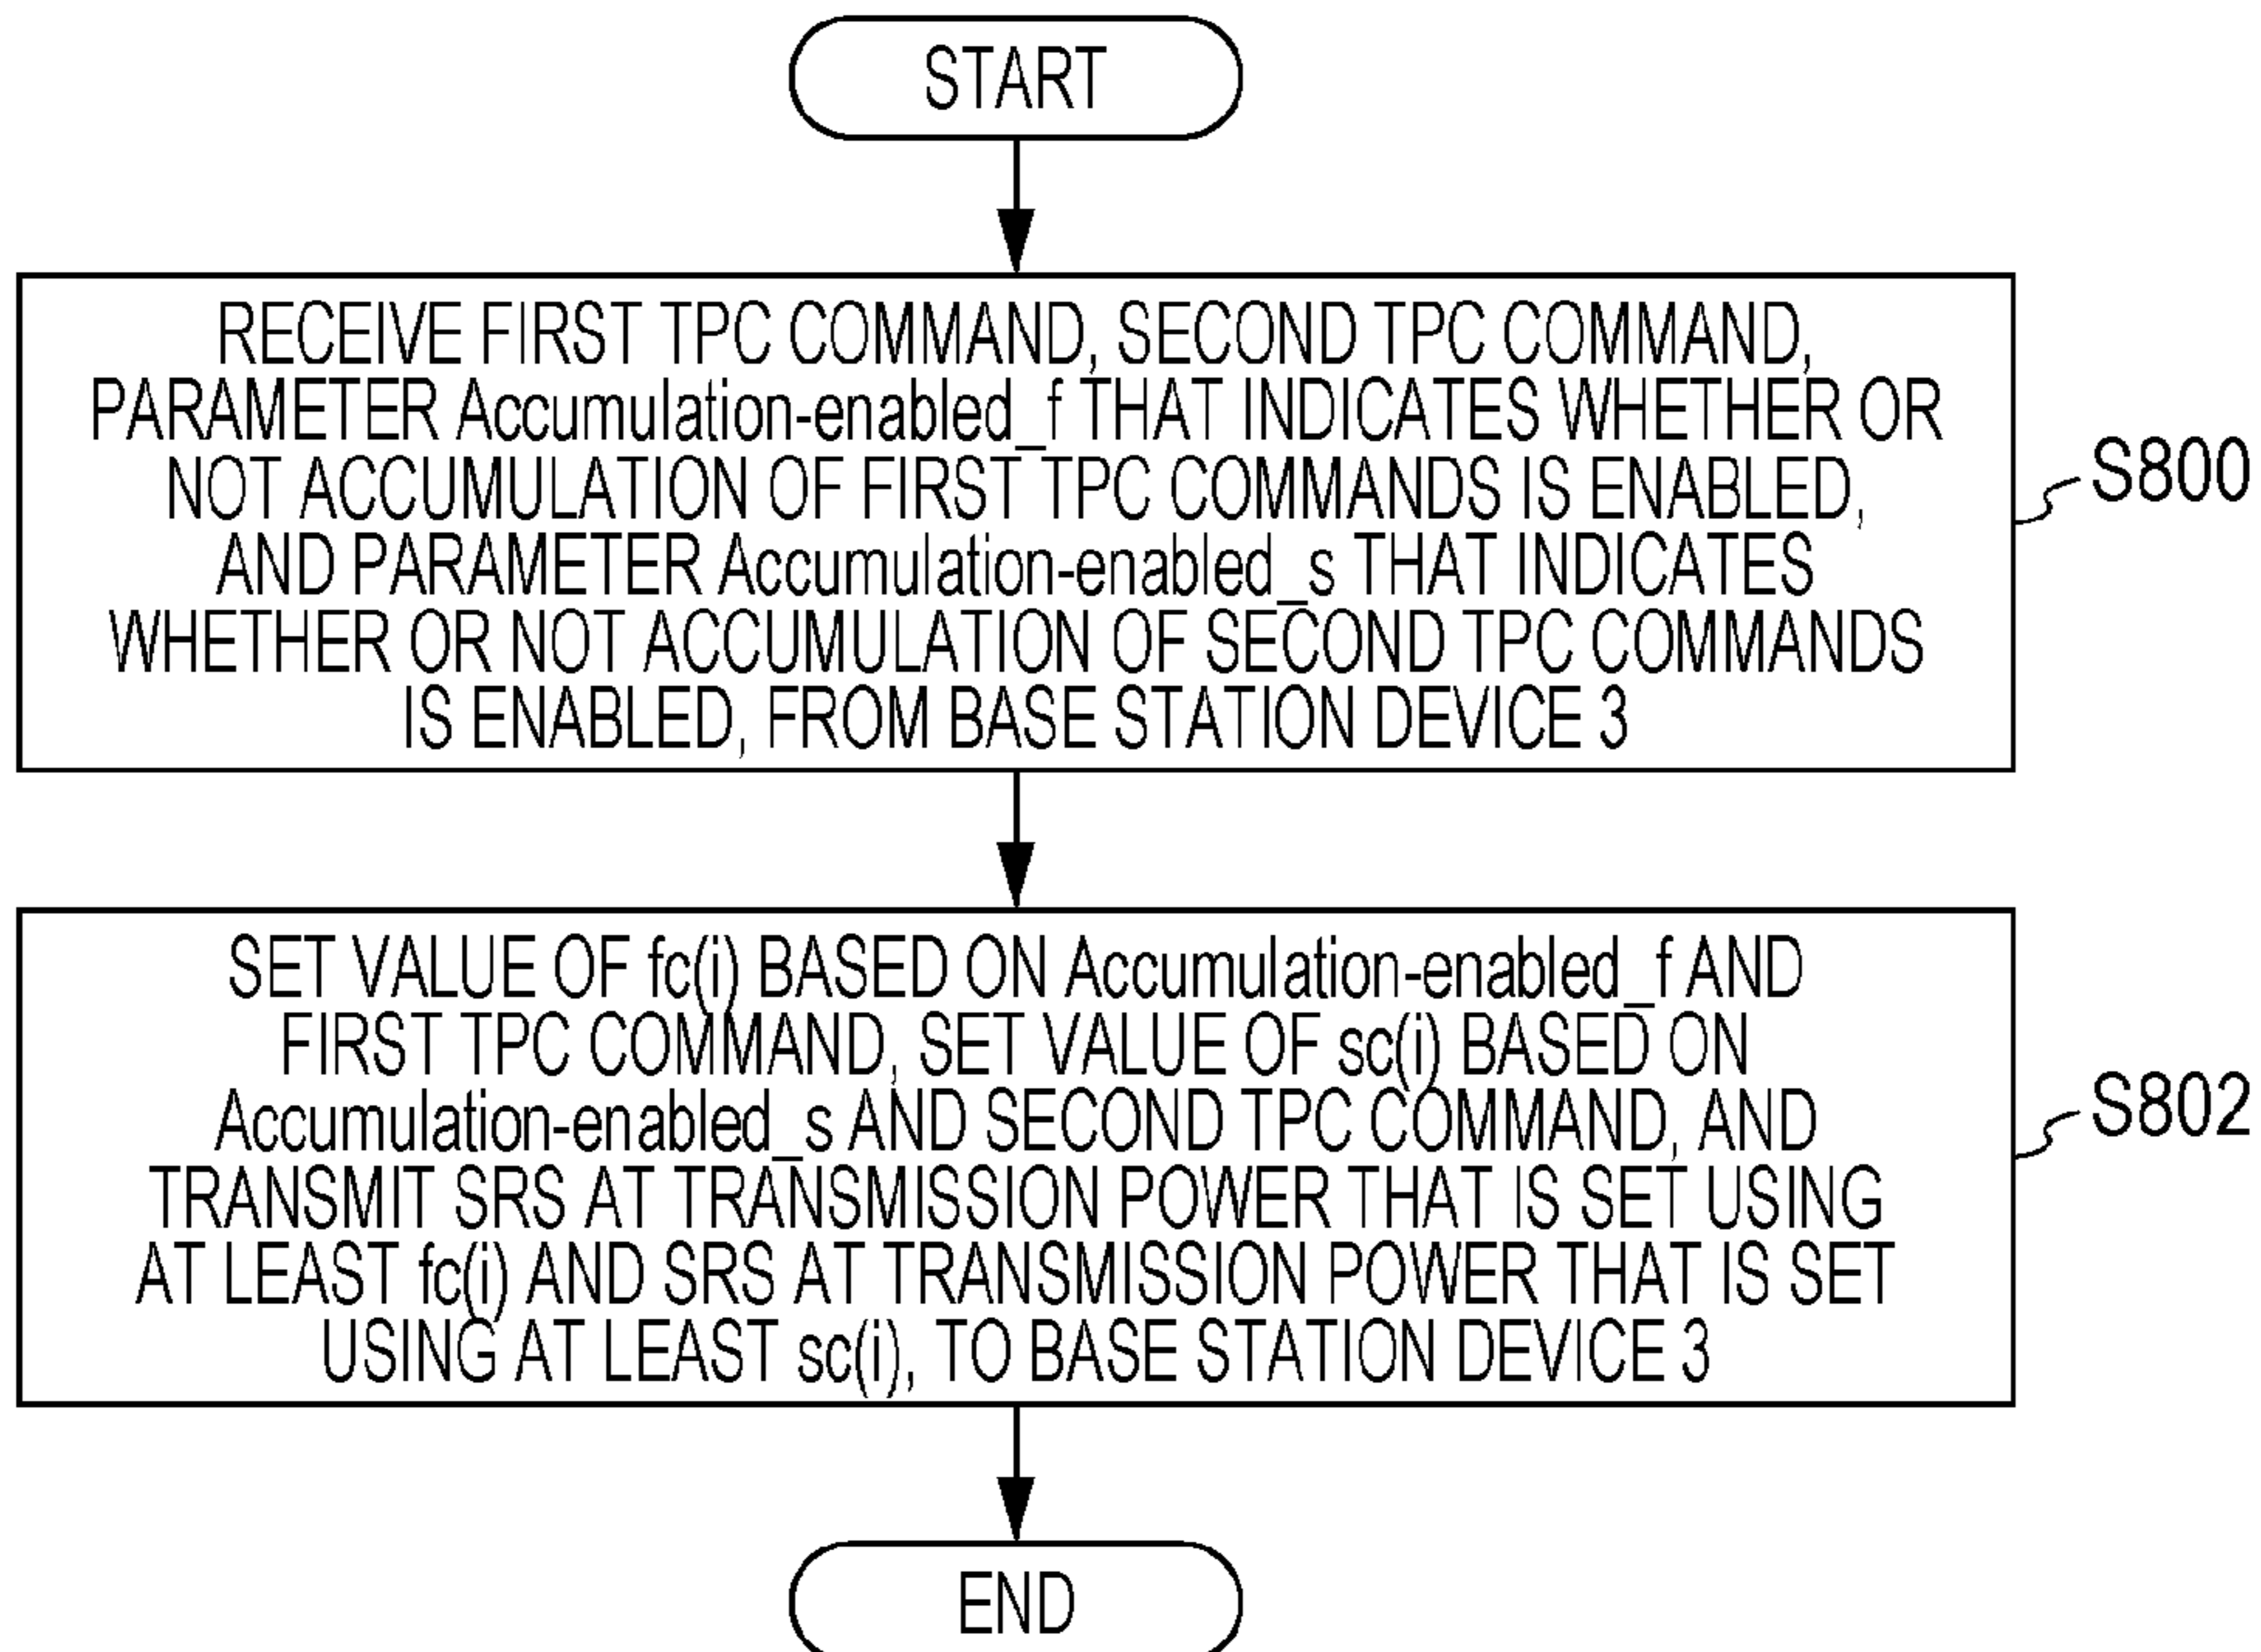 START
RECEIVE FIRST TPC COMMAND, SECOND TPC COMMAND,
PARAMETER Accumulation-enabled_f THAT INDICATES WHETHER OR
NOT ACCUMULATION OF FIRST TPC COMMANDS IS ENABLED,
AND PARAMETER Accumulation-enabled_s THAT INDICATES
WHETHER OR NOT ACCUMULATION OF SECOND TPC COMMANDS
IS ENABLED, FROM BASE STATION DEVICE 3
S800
SET VALUE OF fc(i) BASED ON Accumulation-enabled_f AND
FIRST TPC COMMAND, SET VALUE OF sc(i) BASED ON
Accumulation-enabled_s AND SECOND TPC COMMAND, AND
TRANSMIT SRS AT TRANSMISSION POWER THAT IS SET USING
AT LEAST fc(i) AND SRS AT TRANSMISSION POWER THAT IS SET
USING AT LEAST sc(i), TO BASE STATION DEVICE 3
S802
END